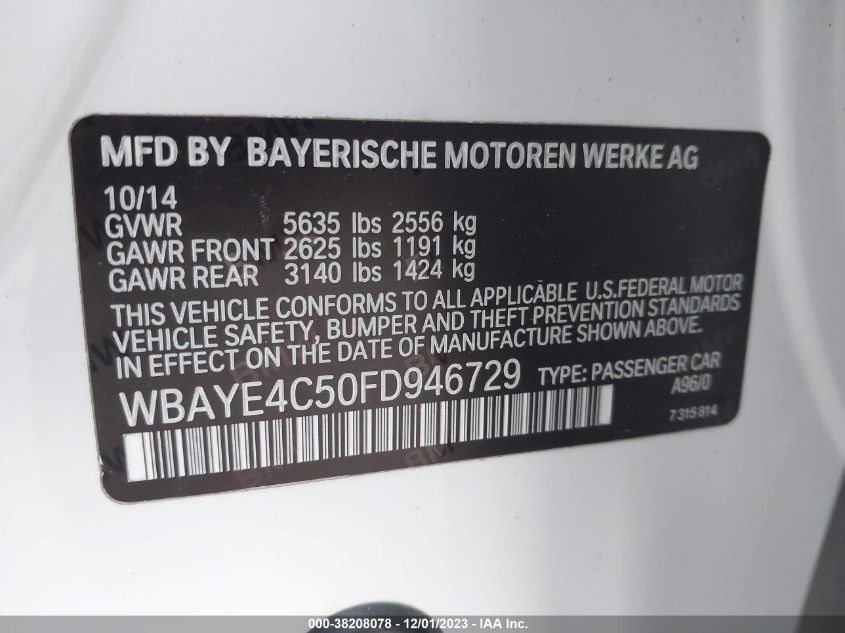 MFD BY BAYERISCHE MOTOREN WERKE AG
10/14
GVWR 5635 lbs 2556 kg
GAWR FRONT 2625 lbs 1191 kg
GAWR REAR 3140 lbs 1424 kg
THIS VEHICLE CONFORMS TO ALL APPLICABLE U.S.FEDERAL MOTOR
VEHICLE SAFETY, BUMPER AND THEFT PREVENTION STANDARDS
IN EFFECT ON THE DATE OF MANUFACTURE SHOWN ABOVE.
WBAYE4C50FD946729 TYPE: PASSENGER CAR
A96/0
7315814
000-38208078 - 12/01/2023 - IAAI.com